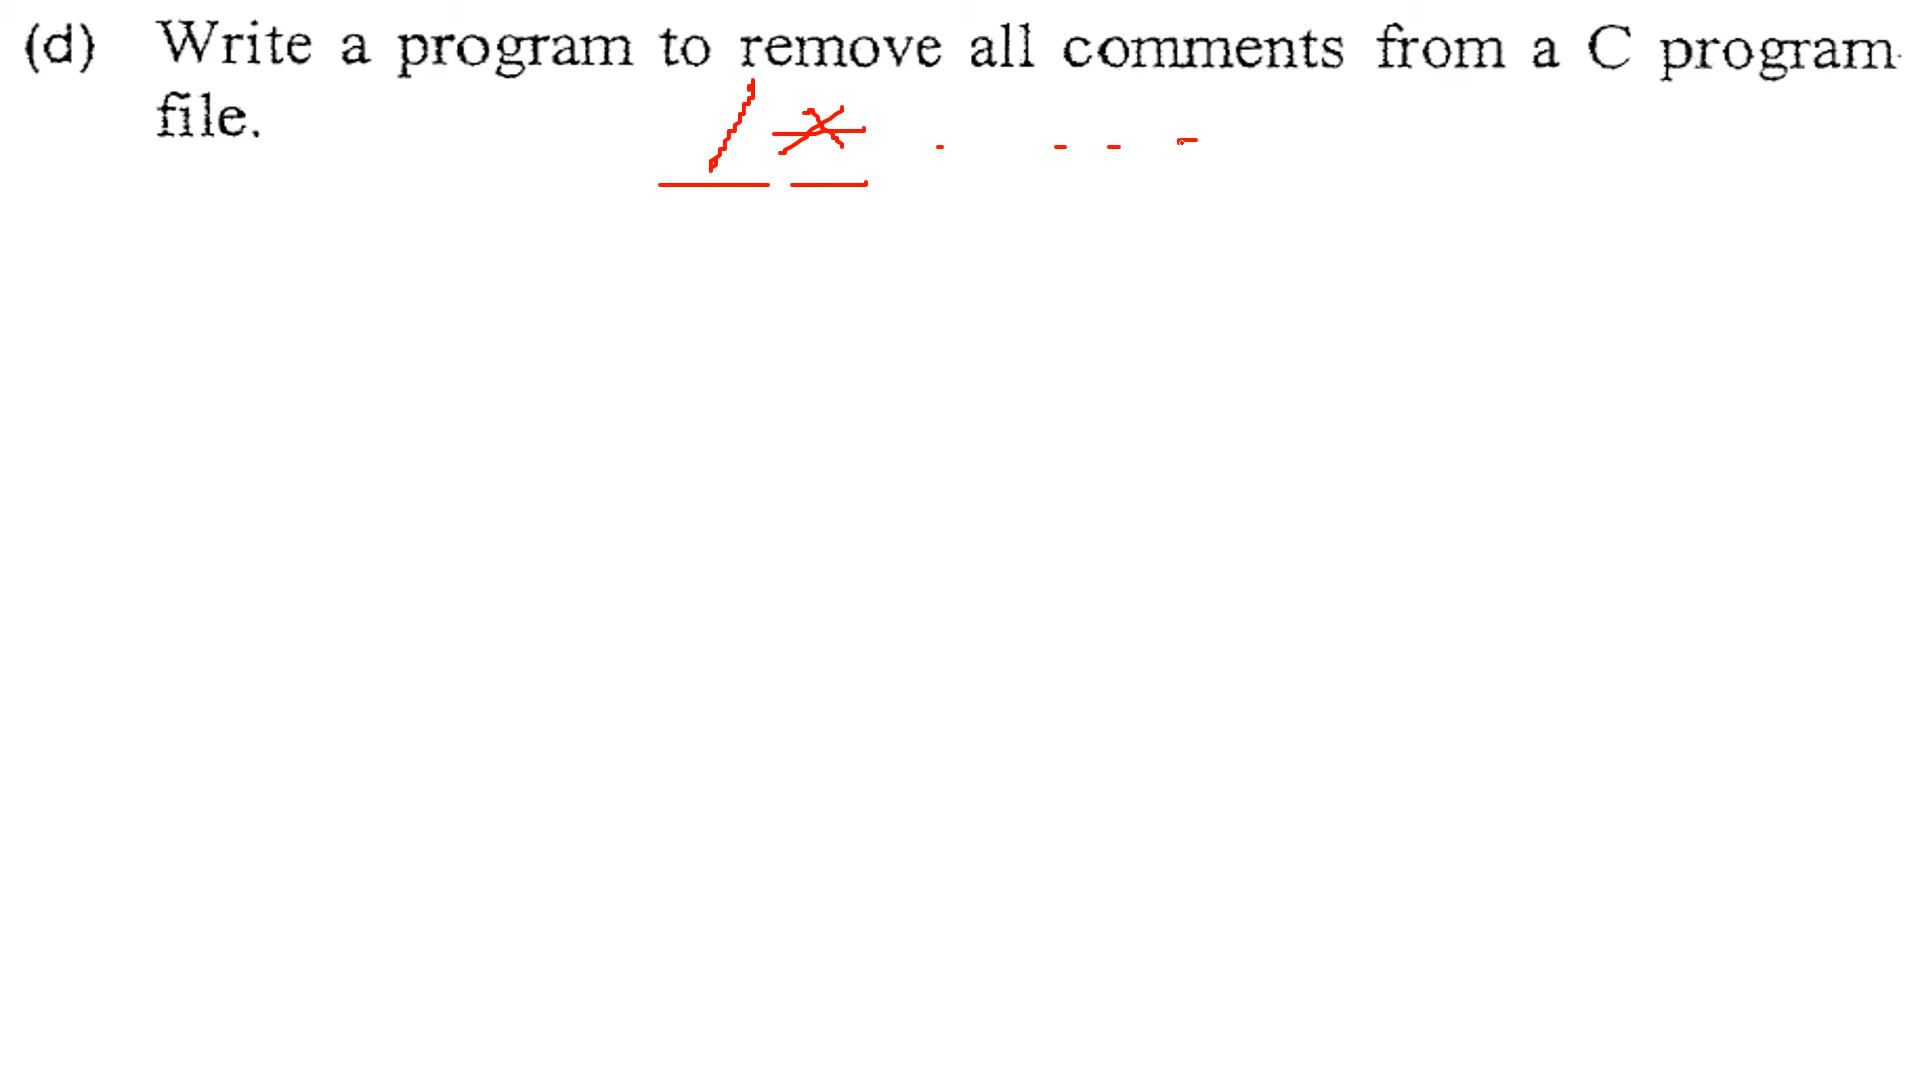 (d) Write a program to remove all comments from a C program
file.
/* . - - -